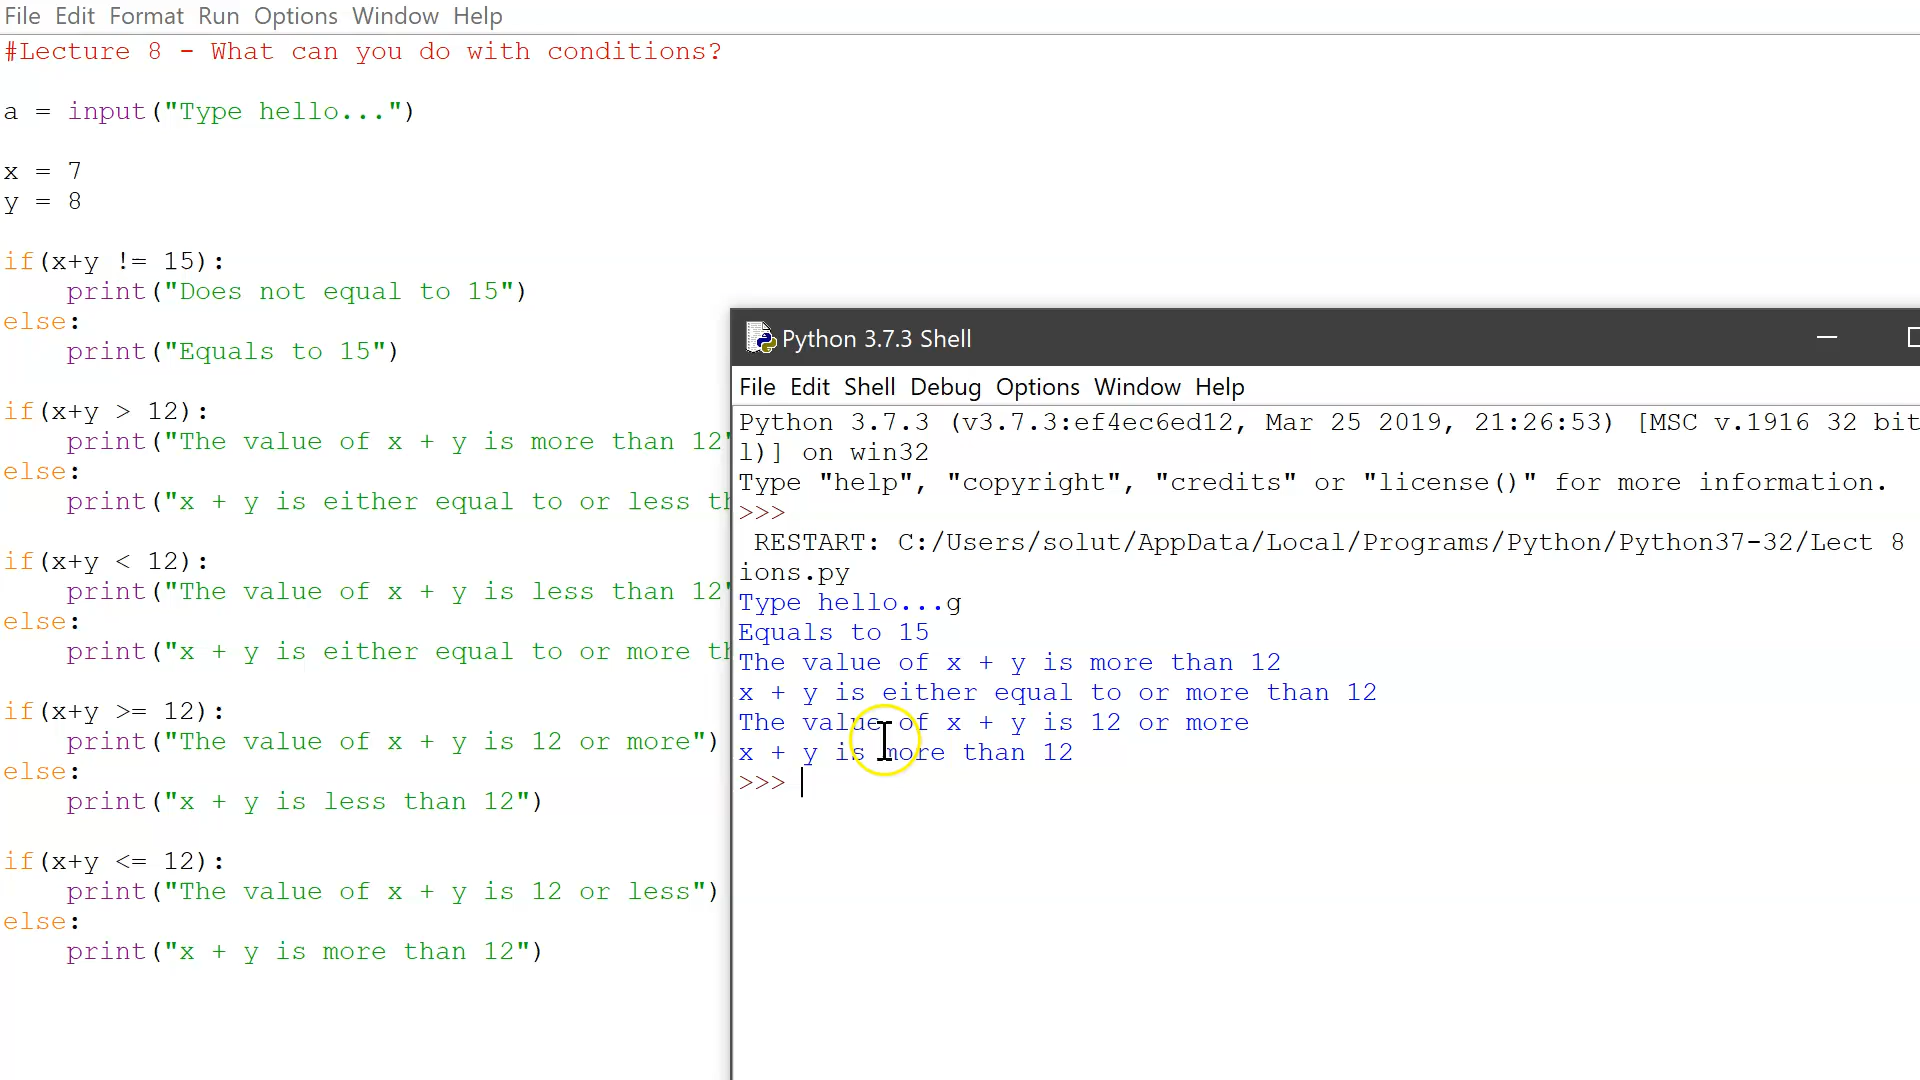 File Edit Format Run Options Window Help
#Lecture 8 - What can you do with conditions?
a = input("Type hello...")
x = 7
y = 8
if(x+y != 15):
print("Does not equal to 15")
else:
print("Equals to 15")
if(x+y > 12):
print("The value of x + y is more than 12"
else:
print("x + y is either equal to or less th
if(x+y < 12):
print("The value of x + y is less than 12"
else:
print("x + y is either equal to or more th
if(x+y >= 12):
print("The value of x + y is 12 or more")
else:
print("x + y is less than 12")
if(x+y <= 12):
print("The value of x + y is 12 or less")
else:
print("x + y is more than 12")
Python 3.7.3 Shell
File Edit Shell Debug Options Window Help
Python 3.7.3 (v3.7.3:ef4ec6ed12, Mar 25 2019, 21:26:53) [MSC v.1916 32 bit
l)] on win32
Type "help", "copyright", "credits" or "license()" for more information.
>>>
RESTART: C:/Users/solut/AppData/Local/Programs/Python/Python37-32/Lect 8
ions.py
Type hello...g
Equals to 15
The value of x + y is more than 12
x + y is either equal to or more than 12
The value of x + y is 12 or more
x + y is more than 12
>>>